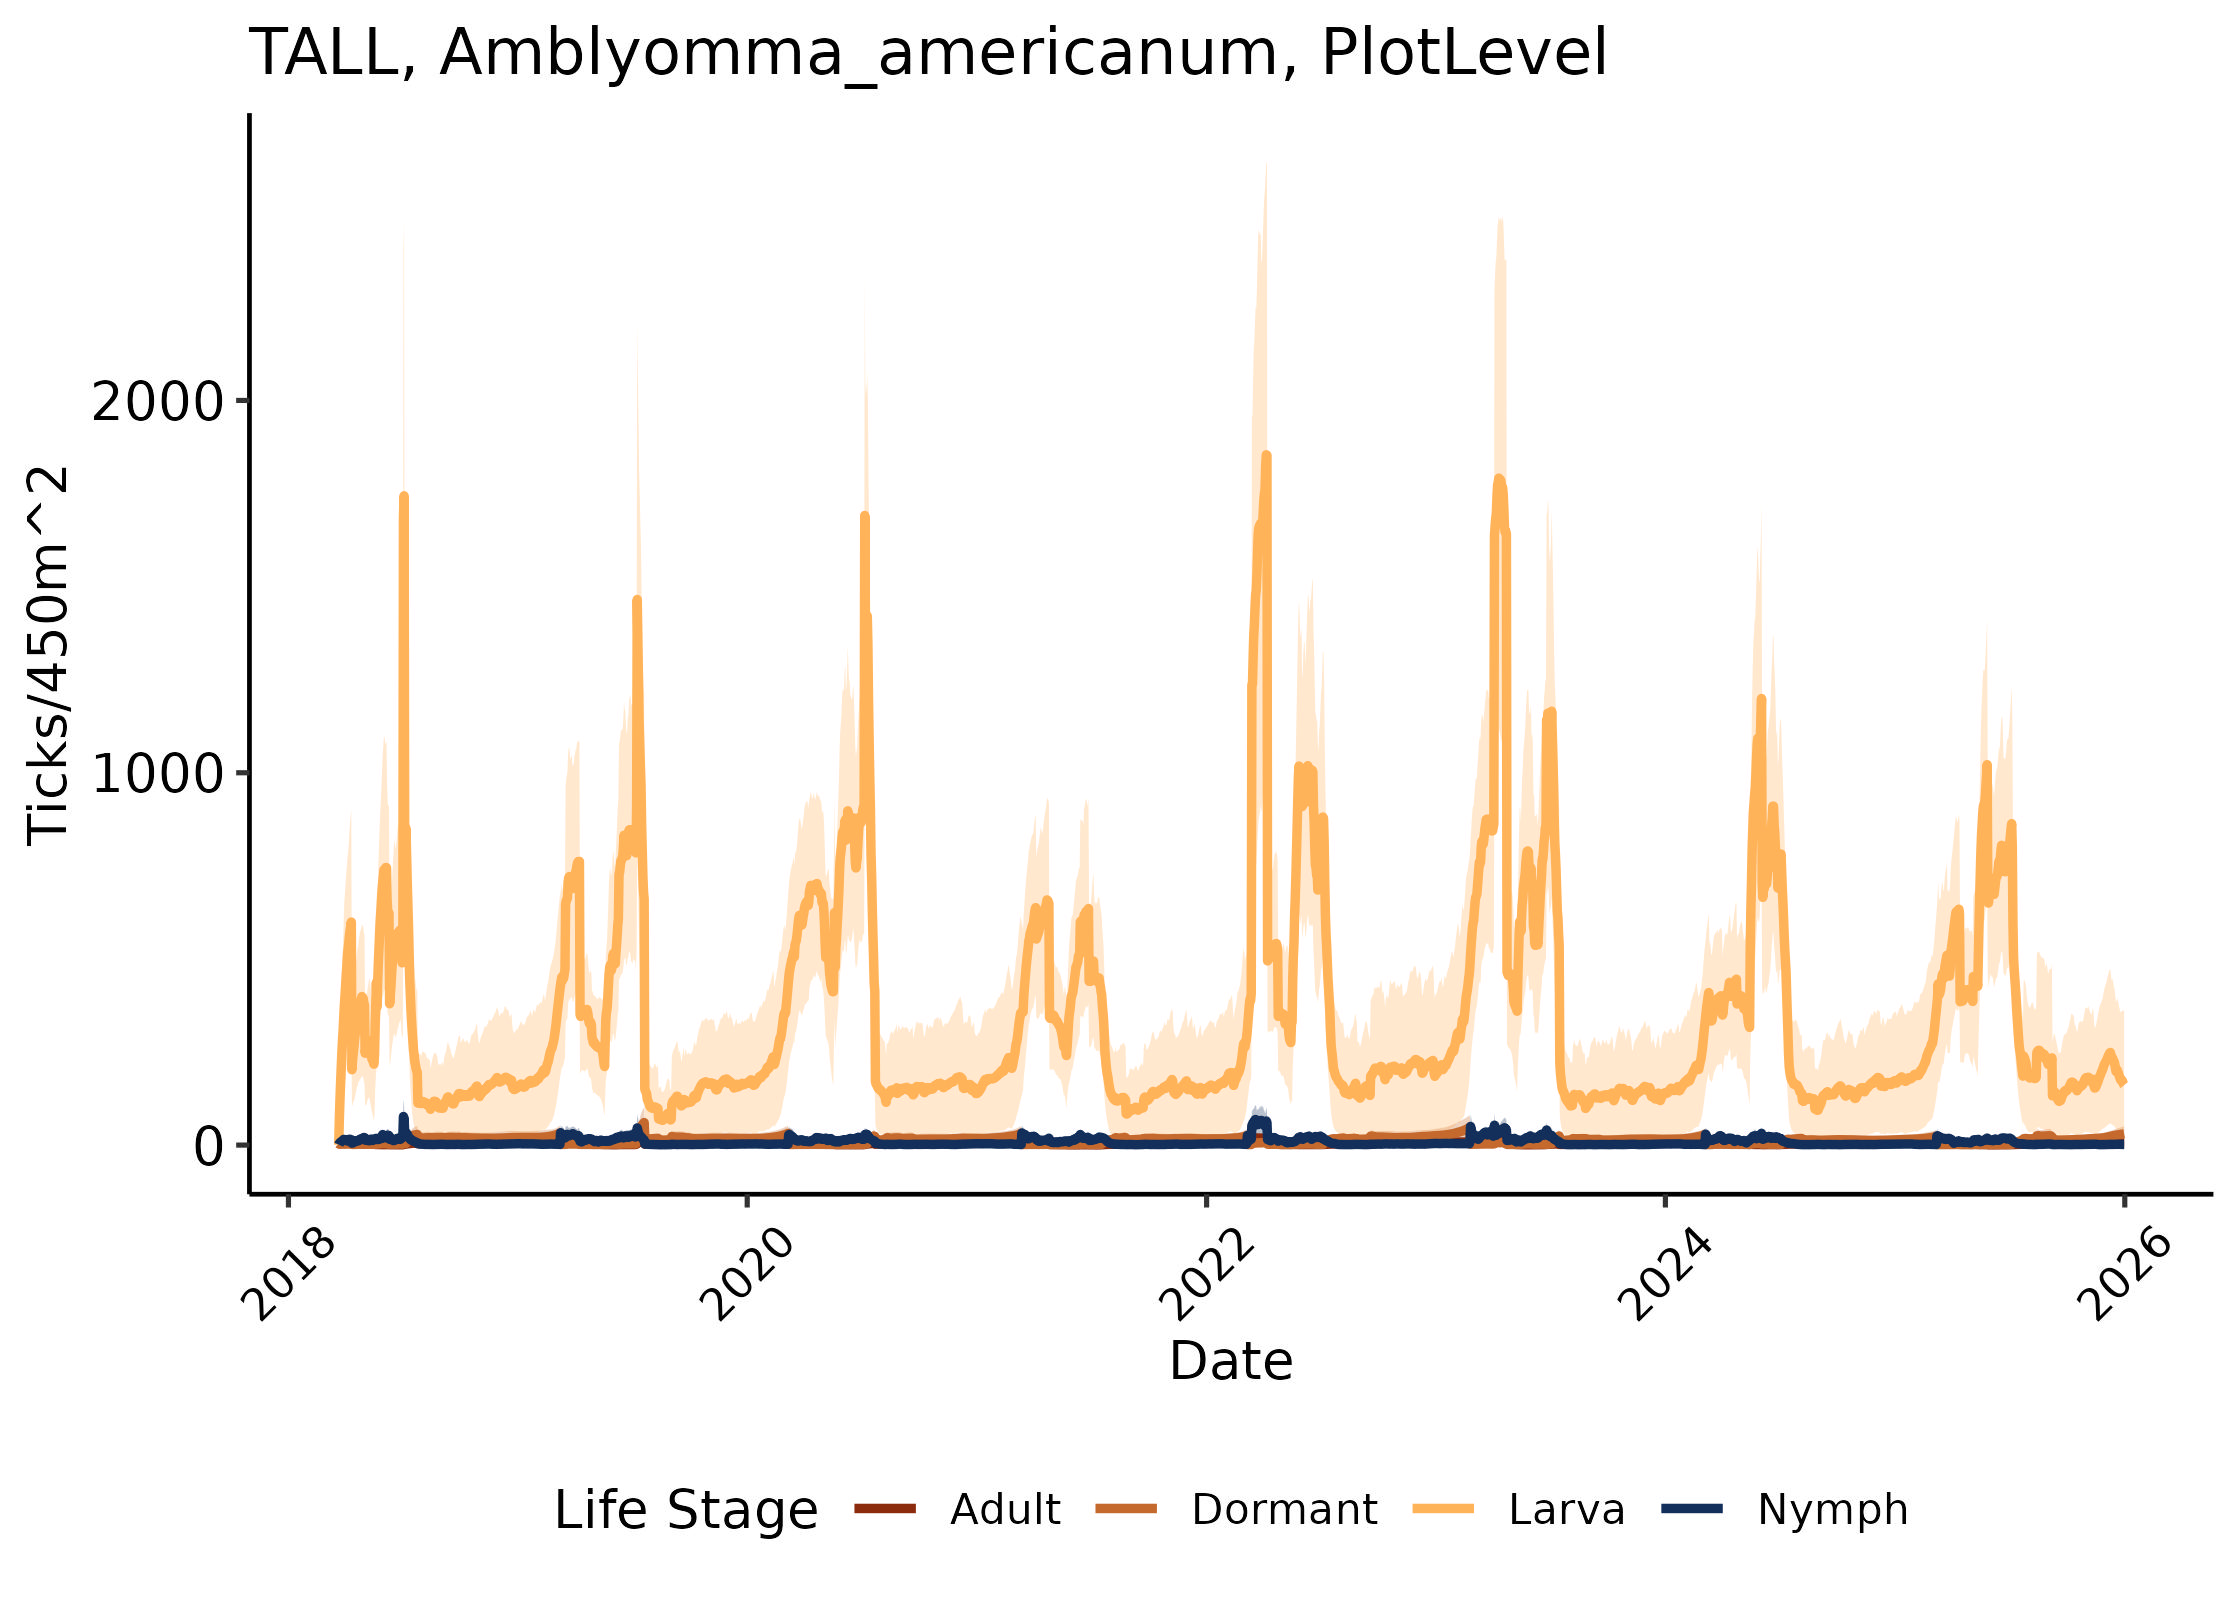 TALL, Amblyomma_americanum, PlotLevel
Ticks/450m^2
2000
1000
0
2018
2020
2022
2024
2026
Date
Life Stage
Adult
Dormant
Larva
Nymph